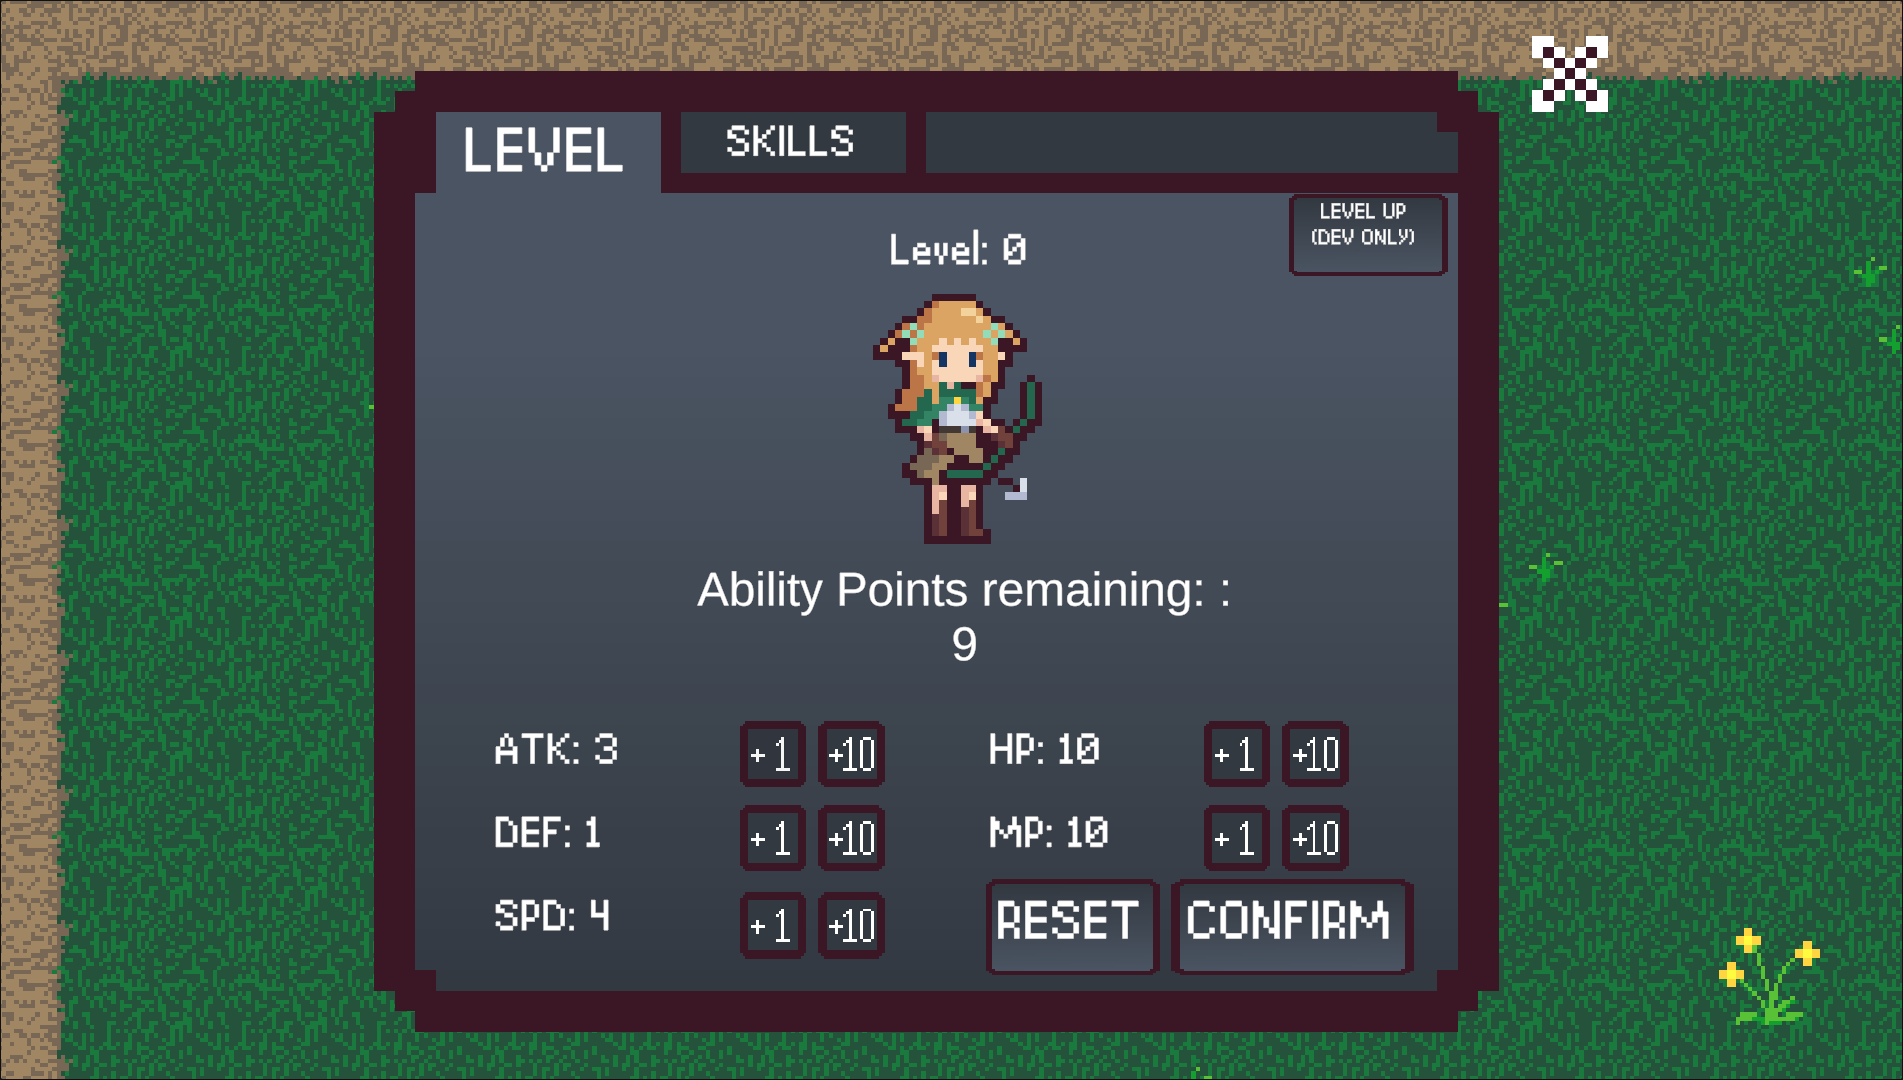 LEVEL
SKILLS
LEVEL UP
(DEV ONLY)
Level: 0
Ability Points remaining: :
9
ATK: 3 +1 +10 HP: 10 +1 +10
DEF: 1 +1 +10 MP: 10 +1 +10
SPD: 4 +1 +10 RESET CONFIRM